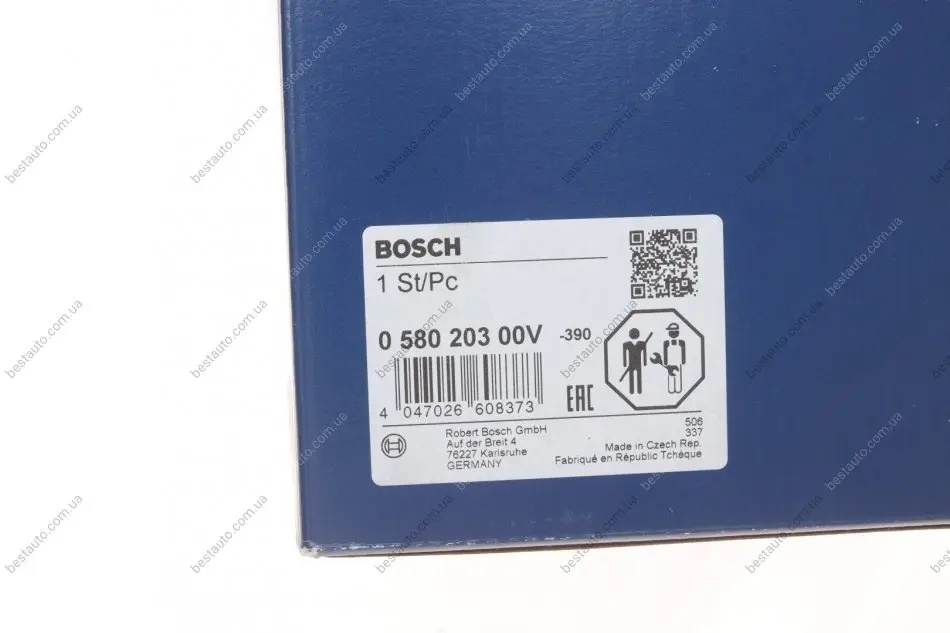 BOSCH
1 St/Pc
0 580 203 00V -390
4 047026 608373
EAC
Robert Bosch GmbH
Auf der Breit 4
76227 Karlsruhe
GERMANY
506
337
Made in Czech Rep.
Fabriqué en République Tchèque
bestauto.com.ua